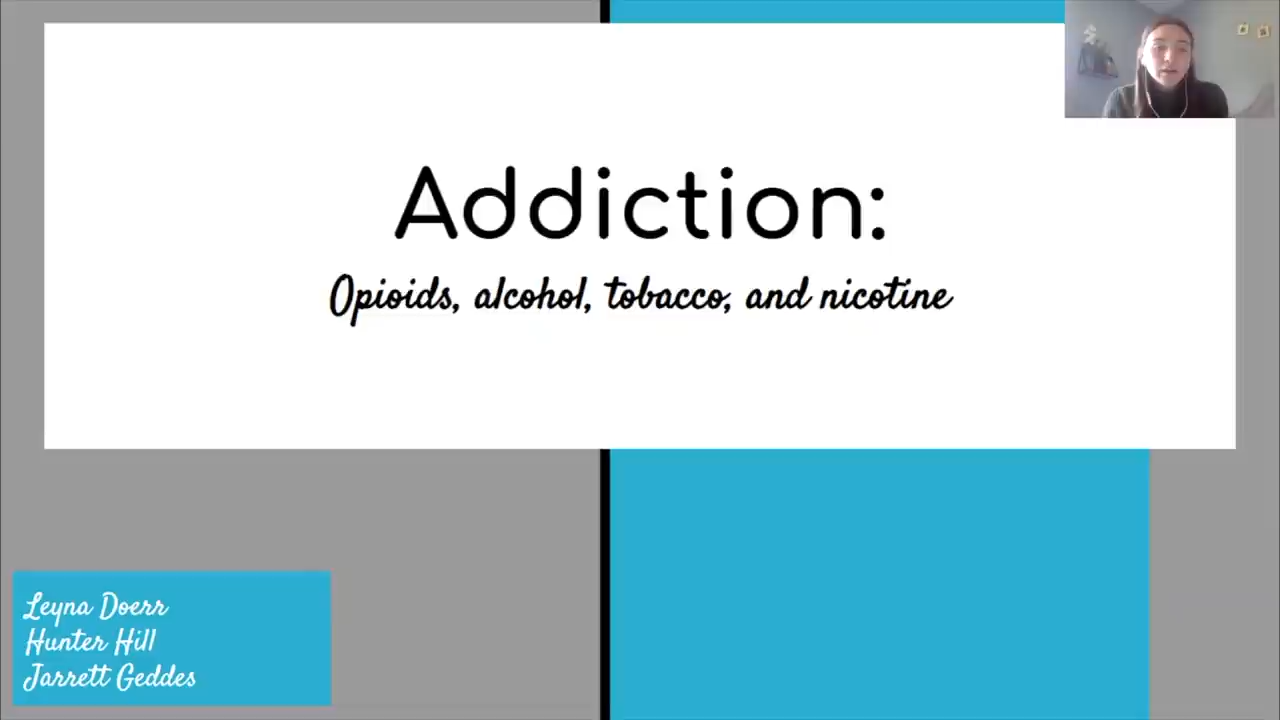 Addiction:
Opioids, alcohol, tobacco, and nicotine
Leyna Doerr
Hunter Hill
Jarrett Geddes